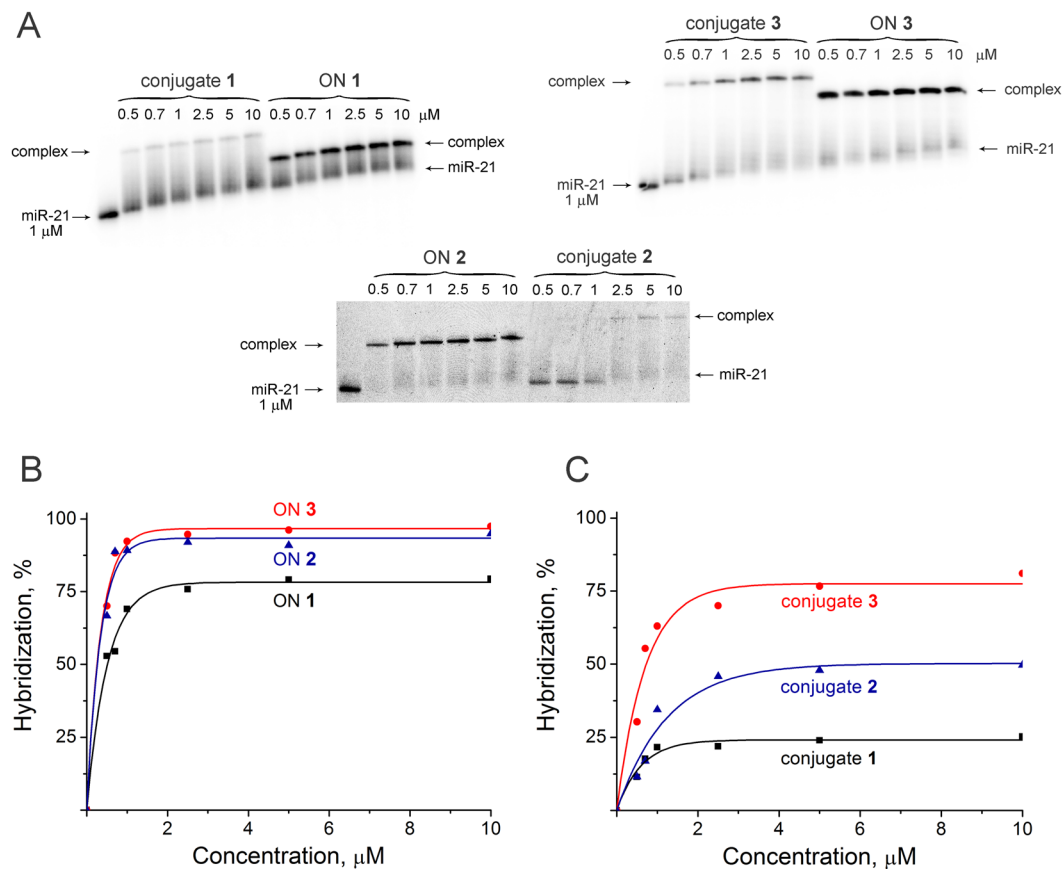 A
conjugate 1
ON 1
0.5 0.7 1 2.5 5 10
0.5 0.7 1 2.5 5 10
μM
complex
miR-21
1 μM
complex
miR-21
conjugate 3
ON 3
μM
0.5 0.7 1 2.5 5 10
0.5 0.7 1 2.5 5 10
complex
miR-21
1 μM
complex
miR-21
ON 2
conjugate 2
0.5 0.7 1 2.5 5 10
0.5 0.7 1 2.5 5 10
complex
miR-21
1 μM
complex
miR-21
B
Hybridization, %
100
75
50
25
ON 3
ON 2
ON 1
0 2 4 6 8 10
Concentration, μM
C
Hybridization, %
100
75
50
25
conjugate 3
conjugate 2
conjugate 1
0 2 4 6 8 10
Concentration, μM